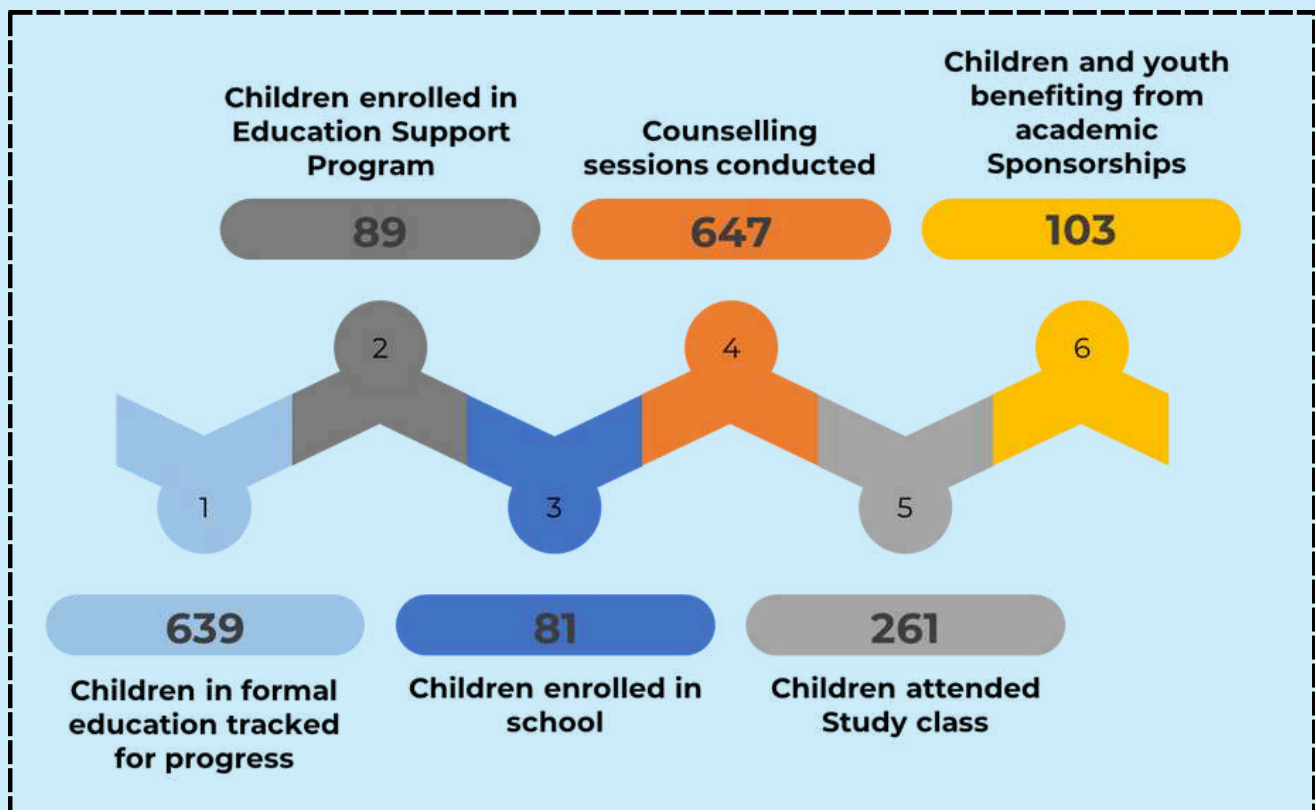 Children enrolled in
Education Support
Program
89
Counselling
sessions conducted
647
Children and youth
benefiting from
academic
Sponsorships
103
2
4
6
1
3
5
639
Children in formal
education tracked
for progress
81
Children enrolled in
school
261
Children attended
Study class